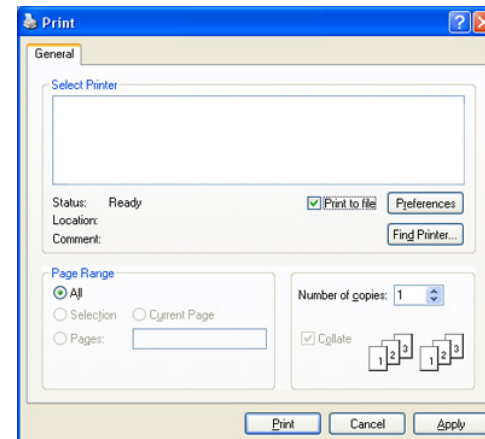 Print
?
General
Select Printer
Status: Ready
Print to file
Preferences
Location:
Comment:
Find Printer...
Page Range
All
Selection
Current Page
Pages:
Number of copies: 1
Collate
1 2 3 1 2 3
Print
Cancel
Apply